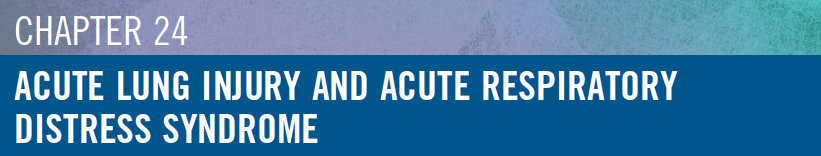 CHAPTER 24
ACUTE LUNG INJURY AND ACUTE RESPIRATORY
DISTRESS SYNDROME